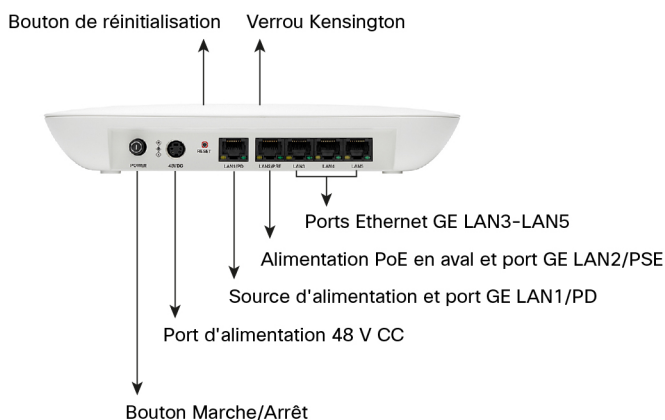 Bouton de réinitialisation
Verrou Kensington
POWER
48VDC
RESET
LAN1/PD
LAN2/PSE
LAN3
LAN4
LAN5
Ports Ethernet GE LAN3-LAN5
Alimentation PoE en aval et port GE LAN2/PSE
Source d'alimentation et port GE LAN1/PD
Port d'alimentation 48 V CC
Bouton Marche/Arrêt